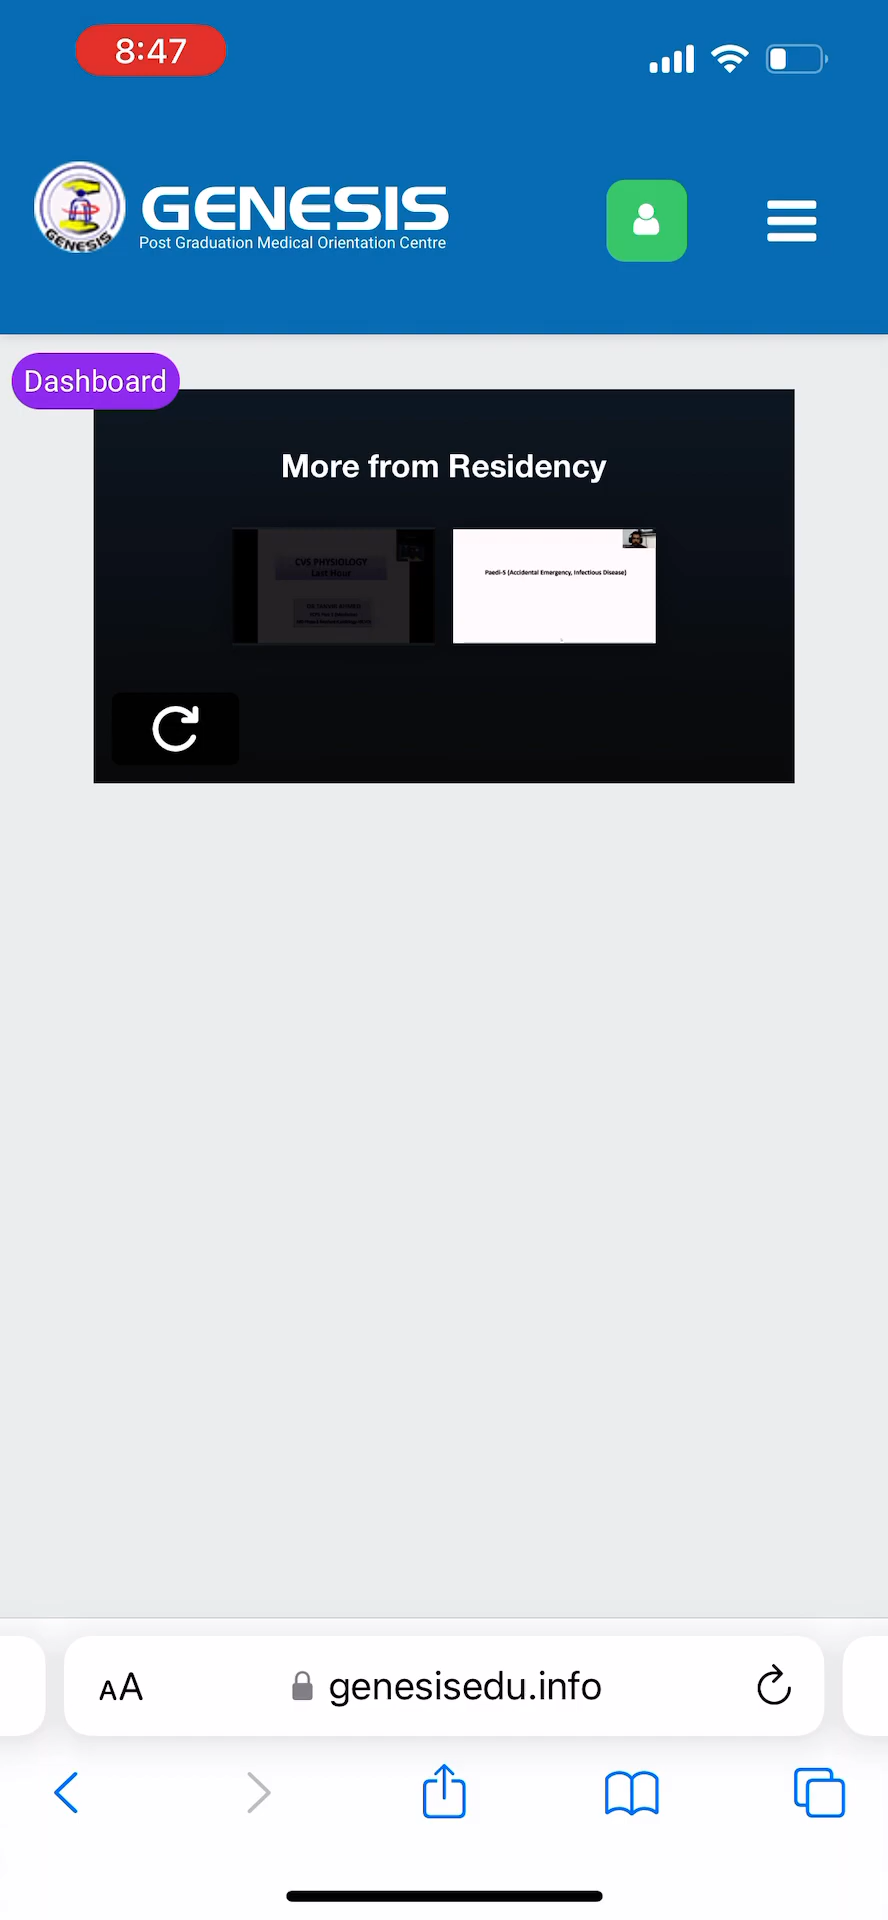 8:47
GENESIS
GENESIS
Post Graduation Medical Orientation Centre
Dashboard
More from Residency
CVS PHYSIOLOGY
Last Hour
Paedi-5 (Accidental Emergency, Infectious Disease)
AA
genesisedu.info